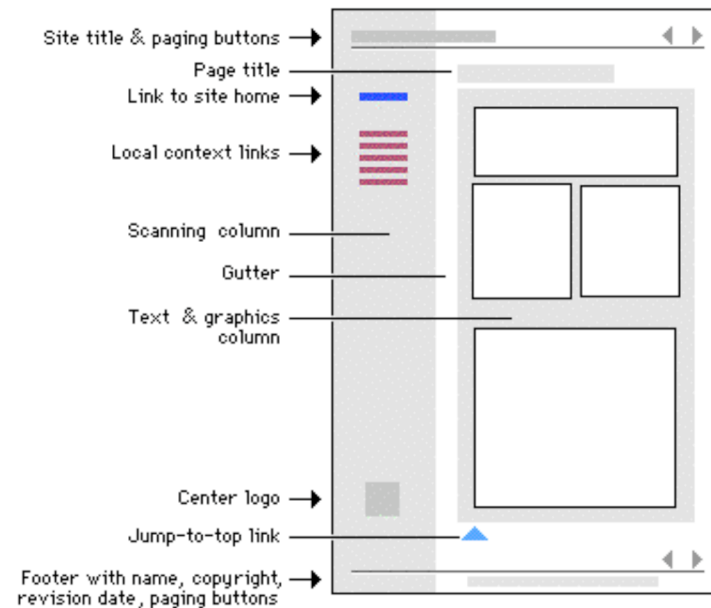 Site title & paging buttons
Page title
Link to site home
Local context links
Scanning column
Gutter
Text & graphics
column
Center logo
Jump-to-top link
Footer with name, copyright,
revision date, paging buttons